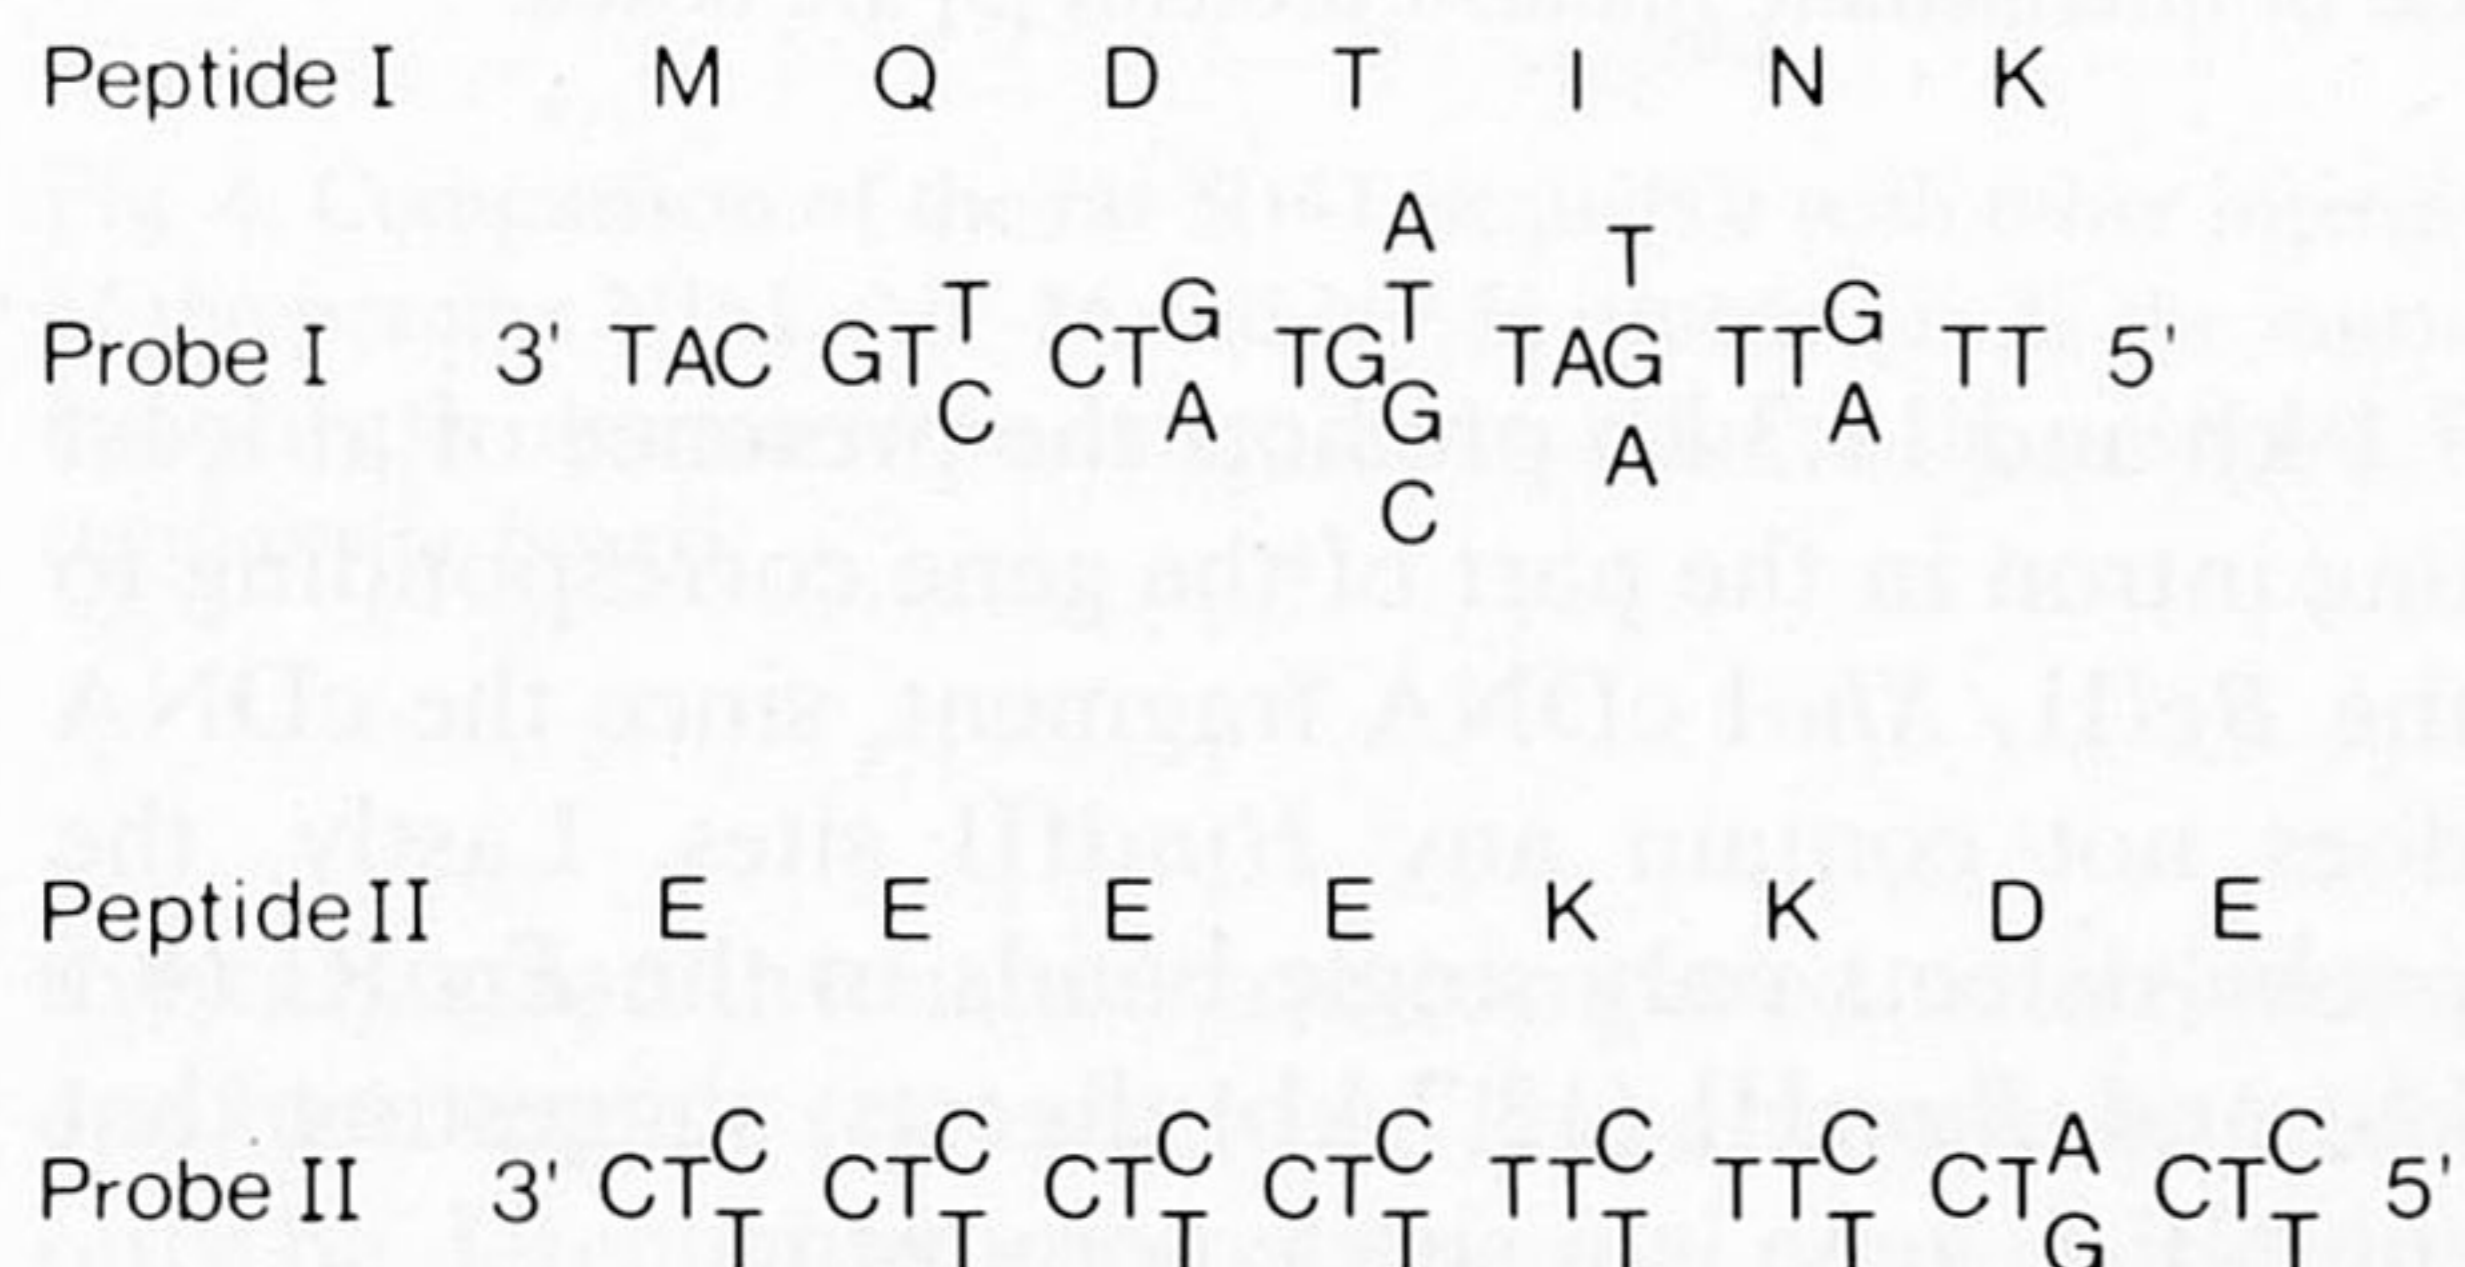 Peptide I M Q D T I N K
A
T
T G T G
Probe I 3' TAC GT CT TG TAG TT TT 5'
C A G A
A
C
Peptide II E E E E K K D E
C C C C C C A C
Probe II 3' CT CT CT CT TT TT CT CT 5'
T T T T T T G T